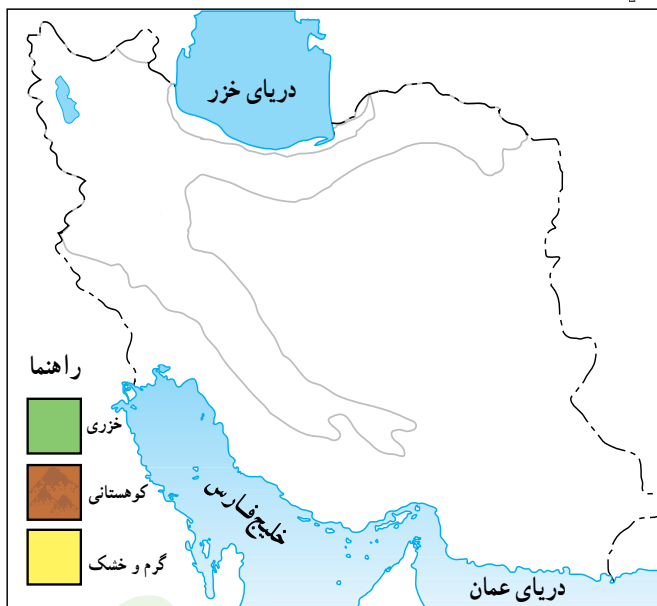 دریای خزر
راهنما
خزری
کوهستانی
گرم و خشک
خلیج فارس
دریای عمان